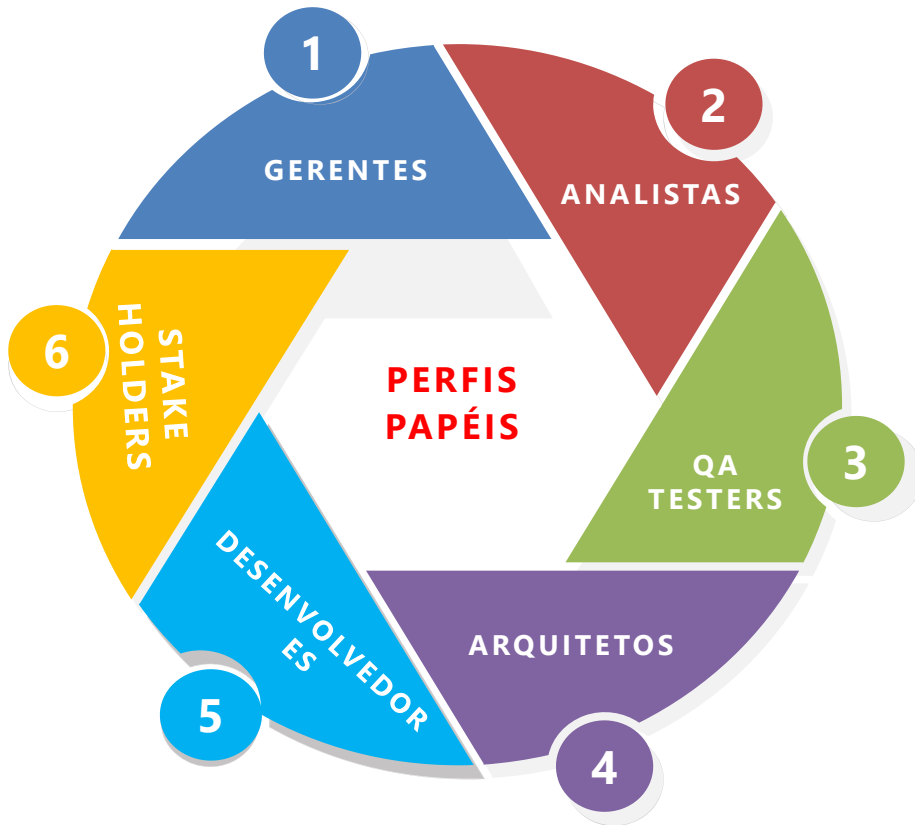 1
GERENTES
2
ANALISTAS
3
QA
TESTERS
4
ARQUITETOS
5
DESENVOLVEDOR
ES
6
STAKE
HOLDERS
PERFIS
PAPÉIS